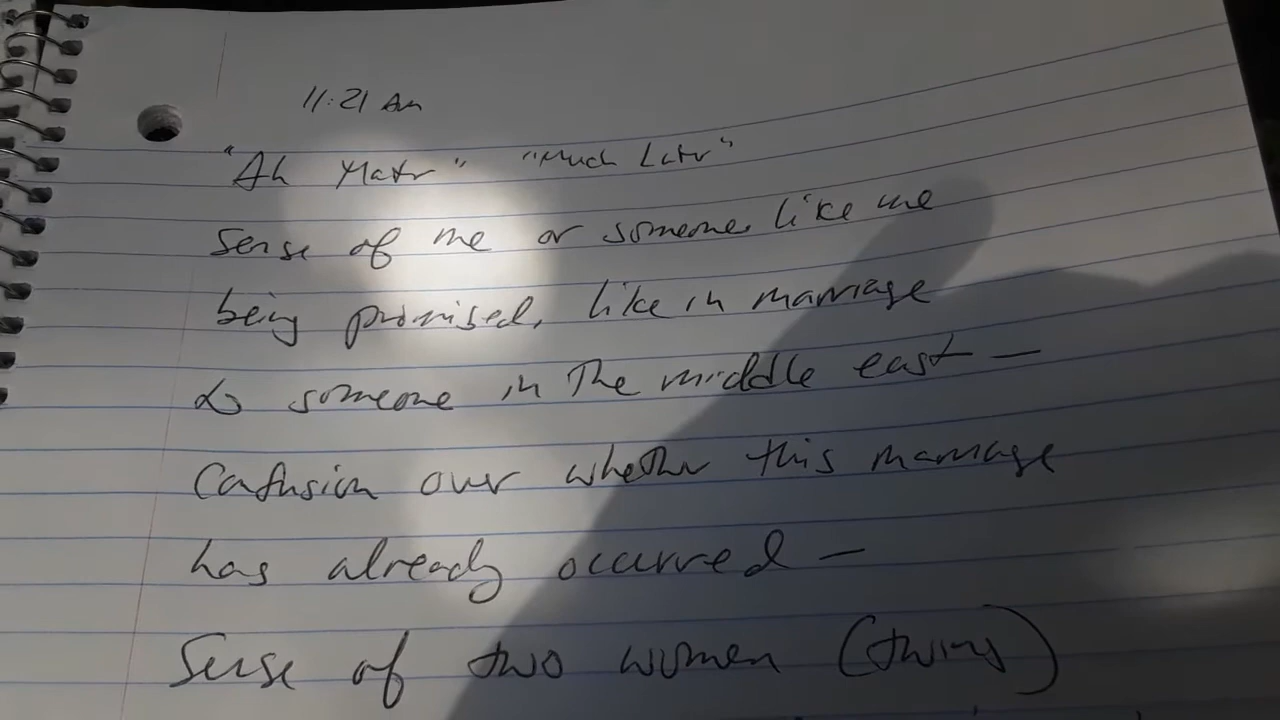 11:21 Am
"Ah Matr" "Much Later"
Sense of me or someone like me
being promised, like in marriage
to someone in The middle east —
Confusion over whether this marriage
has already occurred —
Sense of two women (twins)